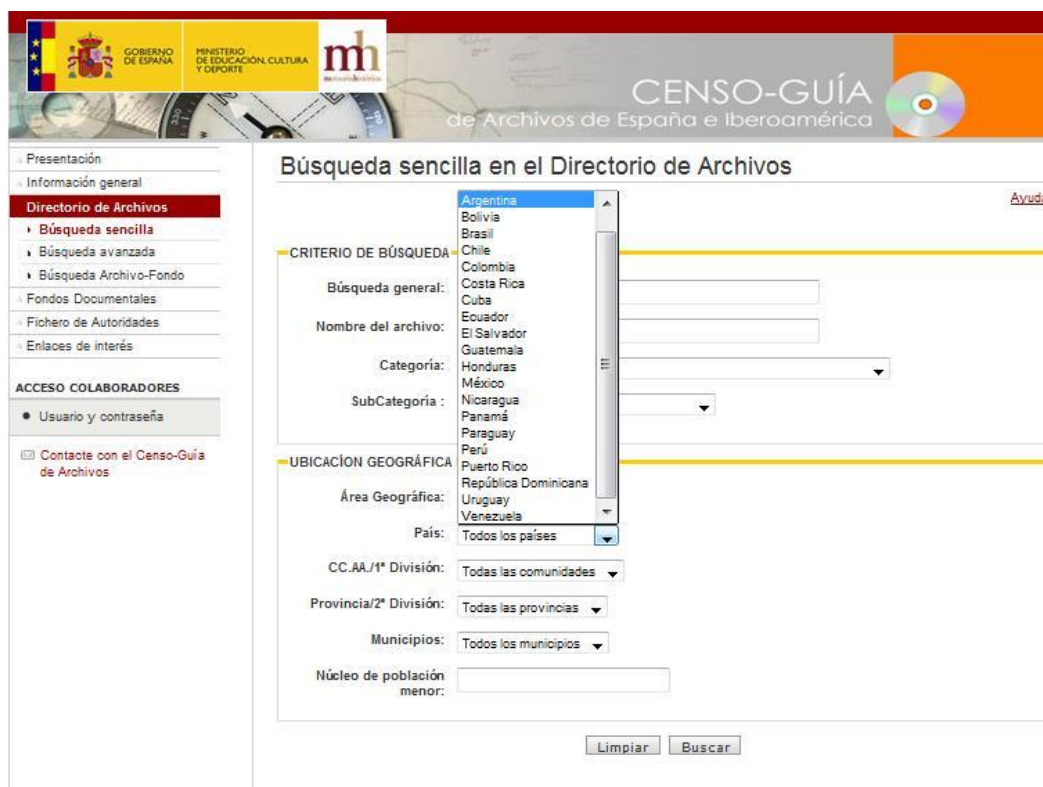 GOBIERNO
DE ESPAÑA
MINISTERIO
DE EDUCACIÓN, CULTURA
Y DEPORTE
mh
CENSO-GUÍA
de Archivos de España e Iberoamérica
Presentación
Información general
Directorio de Archivos
Búsqueda sencilla
Búsqueda avanzada
Búsqueda Archivo-Fondo
Fondos Documentales
Fichero de Autoridades
Enlaces de interés
ACCESO COLABORADORES
Usuario y contraseña
Contacte con el Censo-Guía
de Archivos
Búsqueda sencilla en el Directorio de Archivos
Ayuda
CRITERIO DE BÚSQUEDA
Búsqueda general:
Nombre del archivo:
Categoría:
SubCategoría :
Argentina
Bolivia
Brasil
Chile
Colombia
Costa Rica
Cuba
Ecuador
El Salvador
Guatemala
Honduras
México
Nicaragua
Panamá
Paraguay
Perú
Puerto Rico
República Dominicana
Uruguay
Venezuela
UBICACÍON GEOGRÁFICA
Área Geográfica:
País: Todos los países
CC.AA./1ª División: Todas las comunidades
Provincia/2ª División: Todas las provincias
Municipios: Todos los municipios
Núcleo de población
menor:
Limpiar Buscar